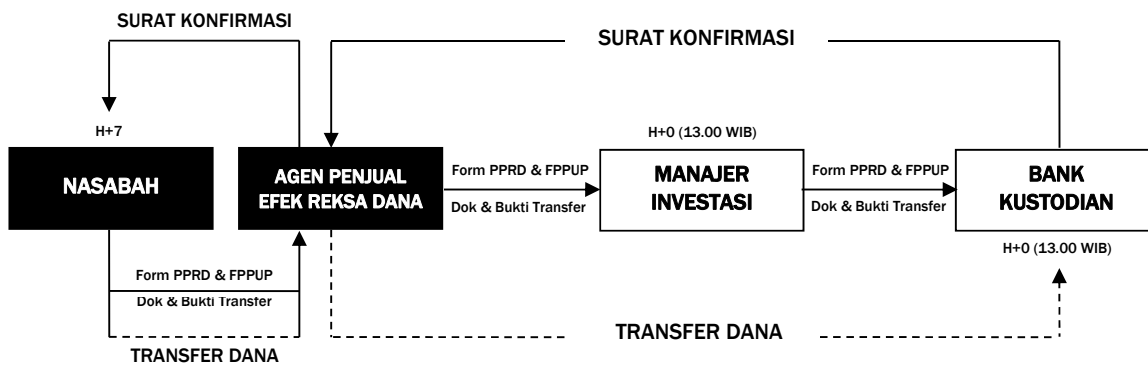 SURAT KONFIRMASI
SURAT KONFIRMASI
H+7
H+0 (13.00 WIB)
NASABAH
AGEN PENJUAL
EFEK REKSA DANA
Form PPRD & FPPUP
Dok & Bukti Transfer
MANAJER
INVESTASI
Form PPRD & FPPUP
Dok & Bukti Transfer
BANK
KUSTODIAN
H+0 (13.00 WIB)
Form PPRD & FPPUP
Dok & Bukti Transfer
TRANSFER DANA
TRANSFER DANA